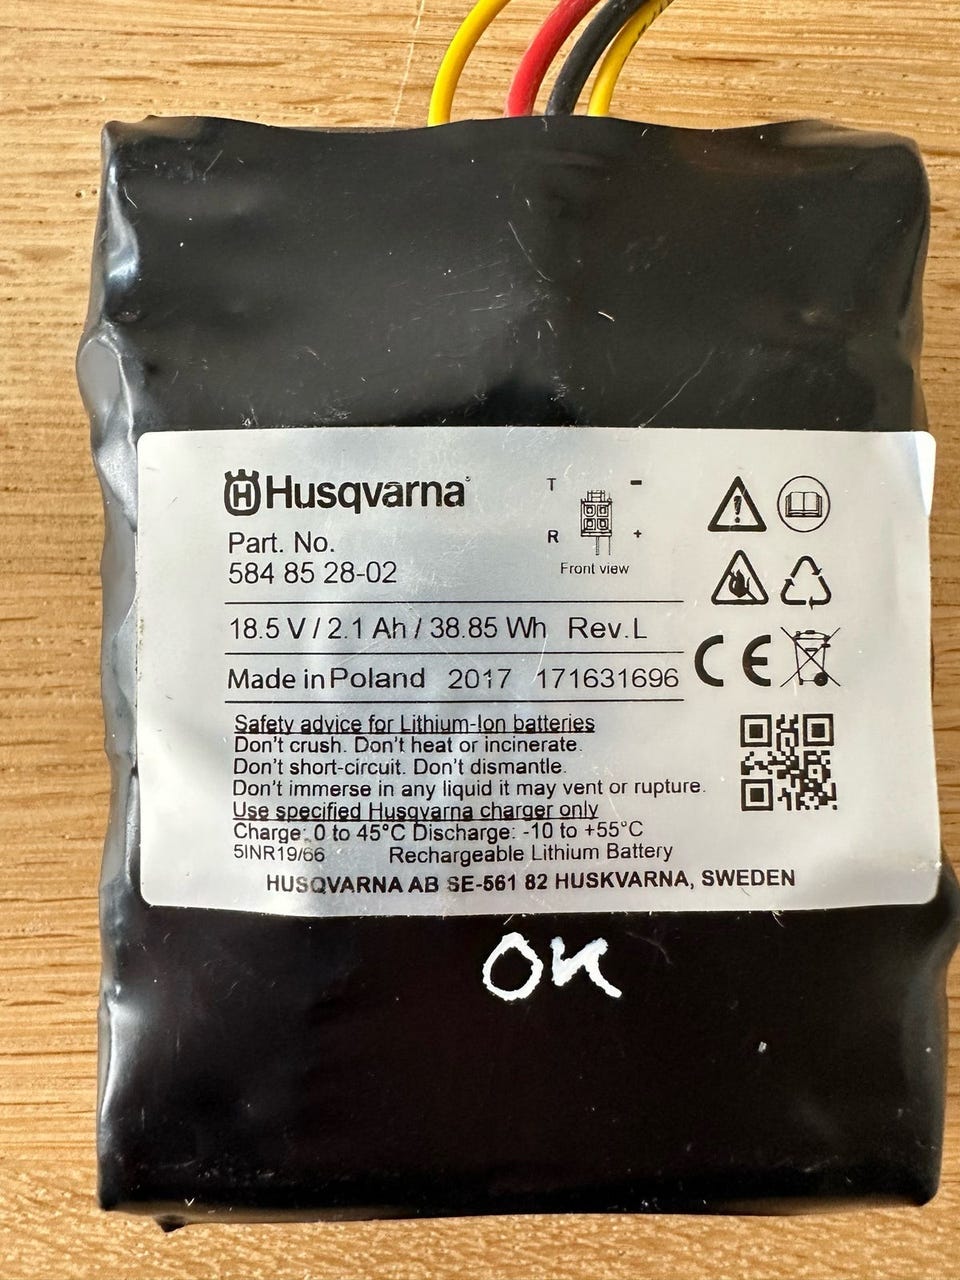 Husqvarna
Part. No.
584 85 28-02
T -
R +
Front view
18.5 V / 2.1 Ah / 38.85 Wh Rev.L
Made in Poland 2017 171631696
CE
Safety advice for Lithium-Ion batteries
Don't crush. Don't heat or incinerate.
Don't short-circuit. Don't dismantle.
Don't immerse in any liquid it may vent or rupture.
Use specified Husqvarna charger only
Charge: 0 to 45°C Discharge: -10 to +55°C
5INR19/66 Rechargeable Lithium Battery
HUSQVARNA AB SE-561 82 HUSKVARNA, SWEDEN
OK